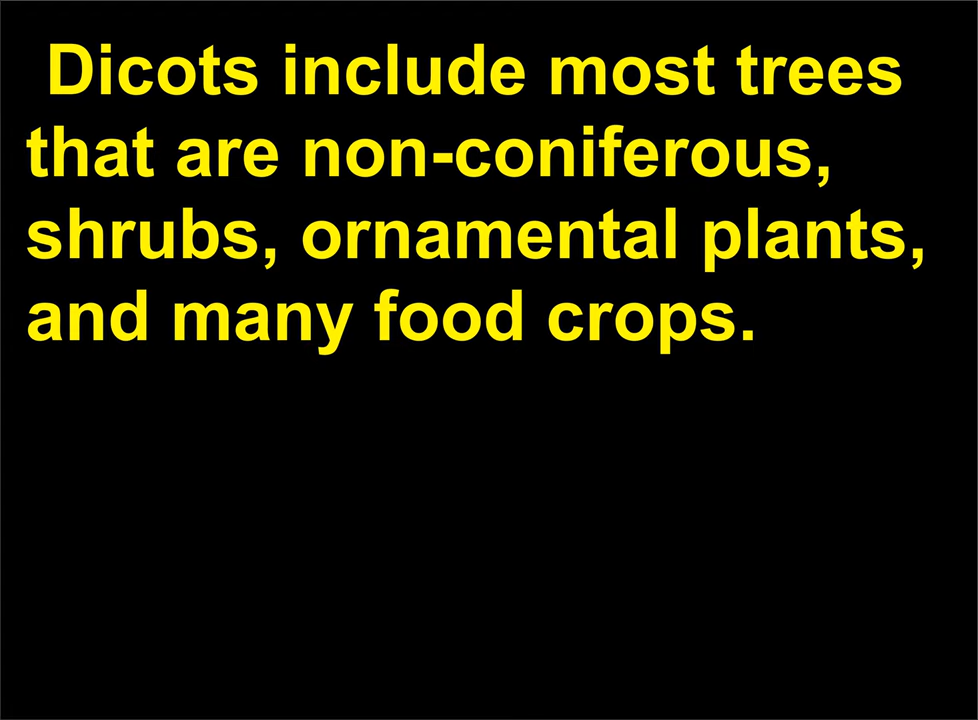 Dicots include most trees
that are non-coniferous,
shrubs, ornamental plants,
and many food crops.